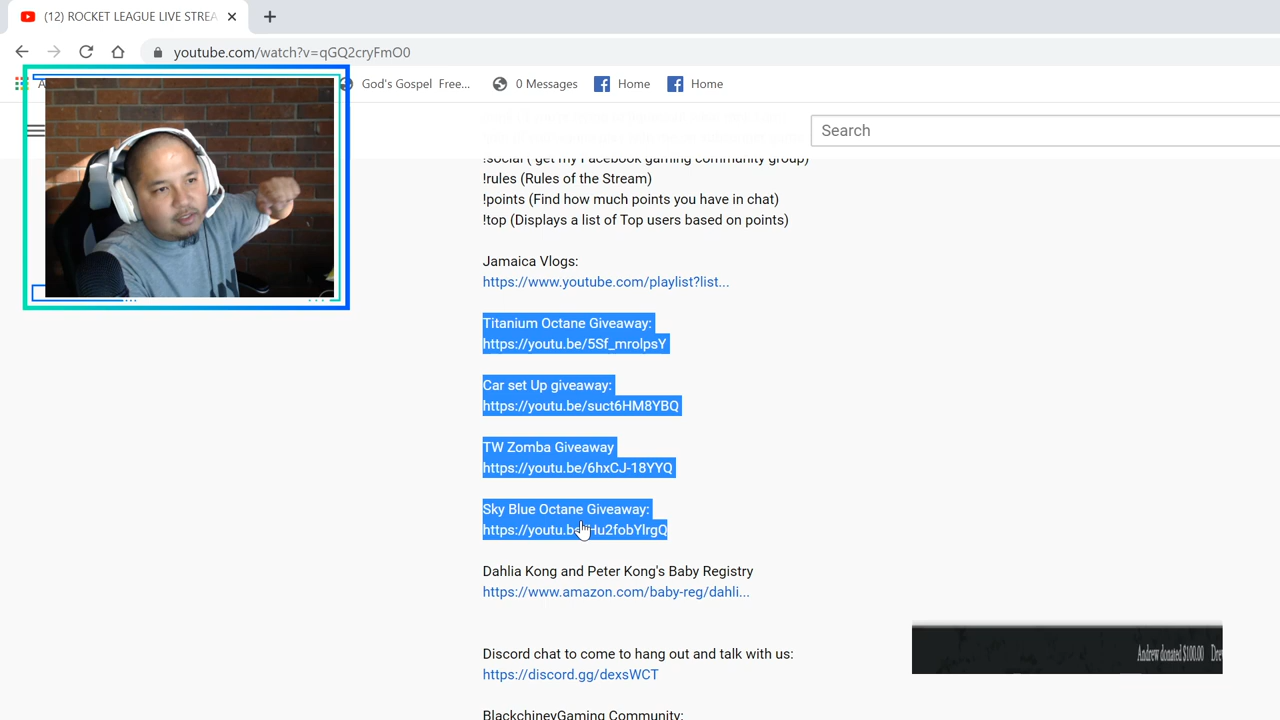 (12) ROCKET LEAGUE LIVE STREA
youtube.com/watch?v=qGQ2cryFmO0
God's Gospel Free...
0 Messages
Home
Home
Search
!social ( get my Facebook gaming community group)
!rules (Rules of the Stream)
!points (Find how much points you have in chat)
!top (Displays a list of Top users based on points)
Jamaica Vlogs:
https://www.youtube.com/playlist?list...
Titanium Octane Giveaway:
https://youtu.be/5Sf_mrolpsY
Car set Up giveaway:
https://youtu.be/suct6HM8YBQ
TW Zomba Giveaway
https://youtu.be/6hxCJ-18YYQ
Sky Blue Octane Giveaway:
Dahlia Kong and Peter Kong's Baby Registry
https://www.amazon.com/baby-reg/dahli...
Andrew donated $100.00 Dre
Discord chat to come to hang out and talk with us:
https://discord.gg/dexsWCT
BlackchineyGaming Community: